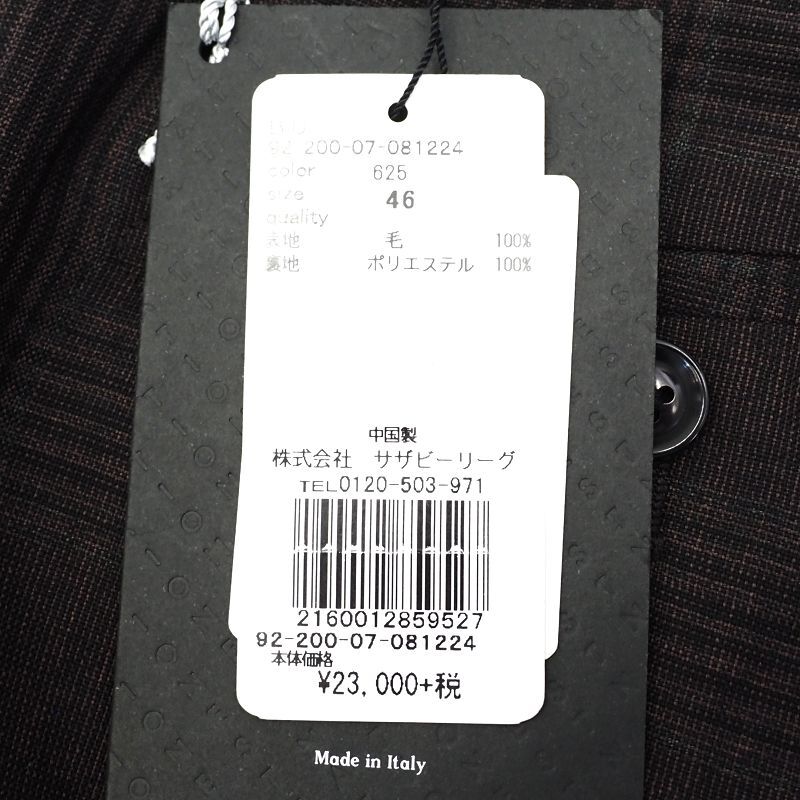 92-200-07-081224
color 625
size 46
quality
表地 毛 100%
裏地 ポリエステル 100%
中国製
株式会社 サザビーリーグ
TEL0120-503-971
2160012859527
92-200-07-081224
本体価格
¥23,000+税
Made in Italy